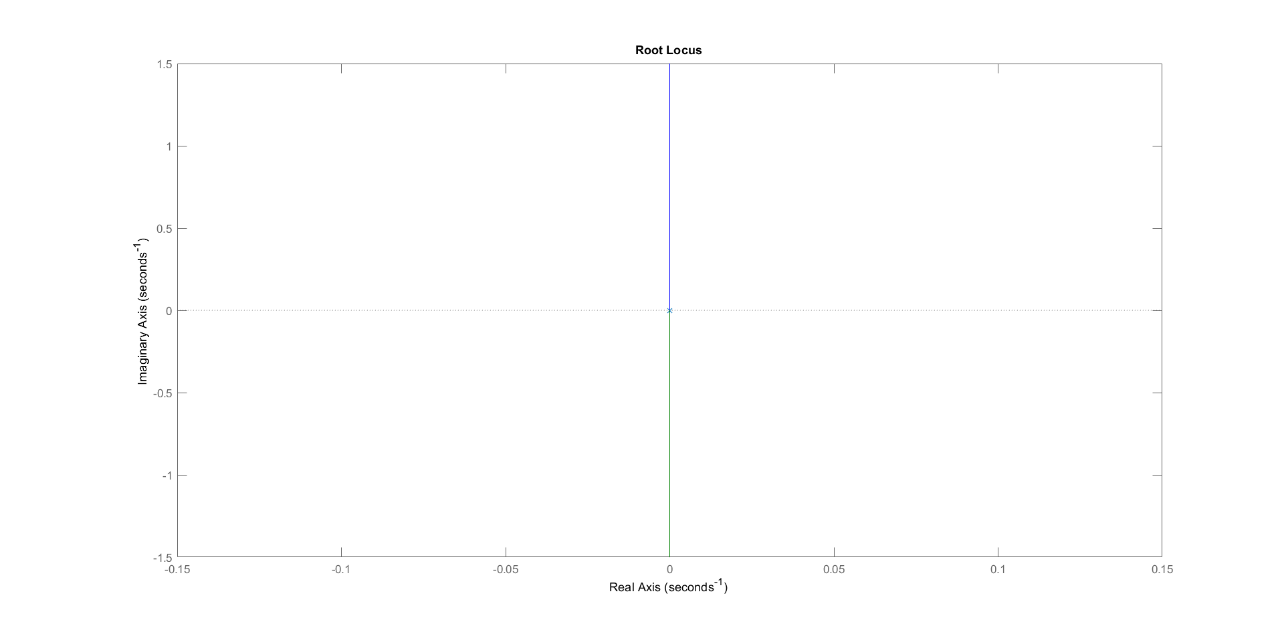 Root Locus
1.5
1
0.5
0
-0.5
-1
-1.5
Imaginary Axis (seconds⁻¹)
-0.15 -0.1 -0.05 0 0.05 0.1 0.15
Real Axis (seconds⁻¹)